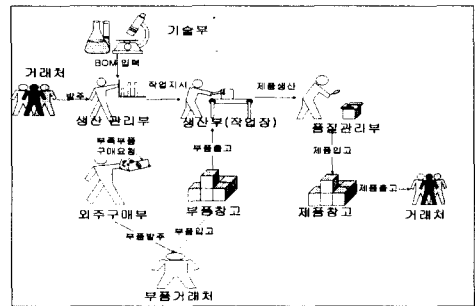 기술부
BOM 입력
거래처
발주
작업지시
제품생산
생산 관리부
생산부(작업장)
품질관리부
부족부품
구매요청
부품출고
제품입고
제품출고
외주구매부
부품창고
제품창고
거래처
부품발주
부품입고
부품거래처